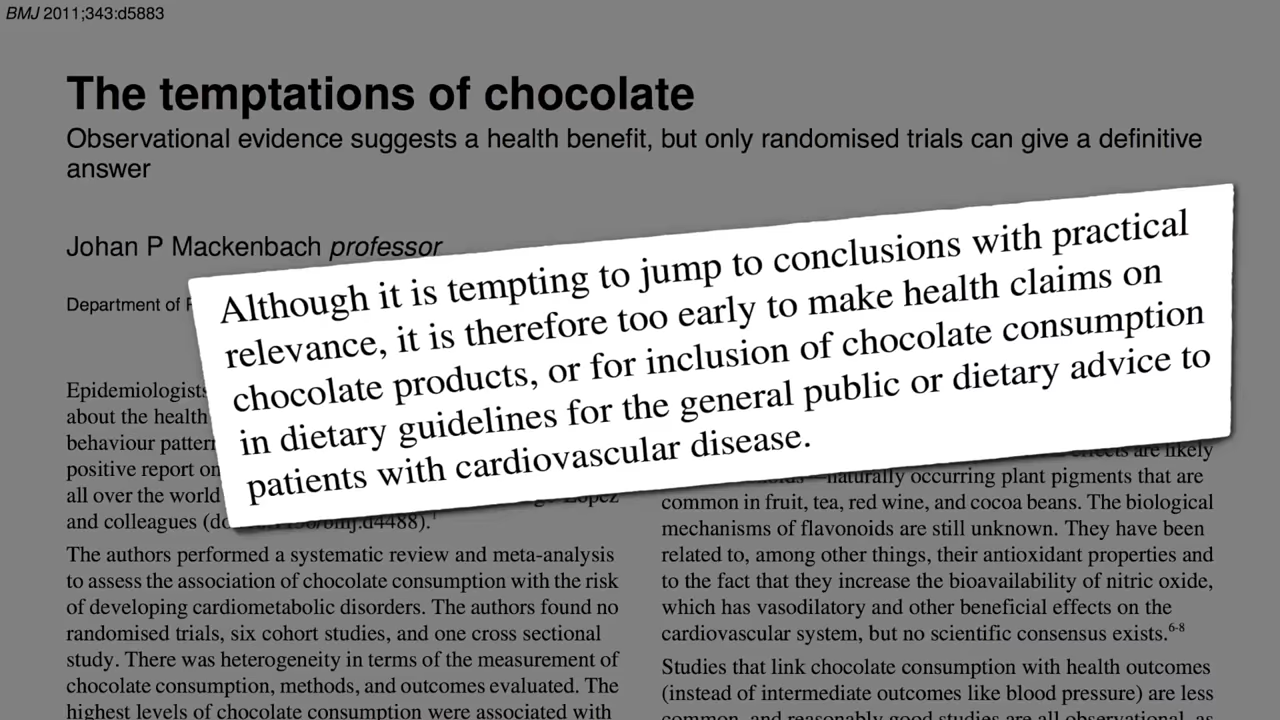 BMJ 2011;343:d5883
The temptations of chocolate
Observational evidence suggests a health benefit, but only randomised trials can give a definitive
answer
Johan P Mackenbach professor
Department of
Although it is tempting to jump to conclusions with practical
relevance, it is therefore too early to make health claims on
chocolate products, or for inclusion of chocolate consumption
in dietary guidelines for the general public or dietary advice to
patients with cardiovascular disease.
Epidemiologists
about the health
behaviour
positive report on
all over the world
and colleagues
The authors performed a systematic review and meta-analysis
to assess the association of chocolate consumption with the risk
of developing cardiometabolic disorders. The authors found no
randomised trials, six cohort studies, and one cross sectional
study. There was heterogeneity in terms of the measurement of
chocolate consumption, methods, and outcomes evaluated. The
highest levels of chocolate consumption were associated with
are likely
naturally occurring plant pigments that are
common in fruit, tea, red wine, and cocoa beans. The biological
mechanisms of flavonoids are still unknown. They have been
related to, among other things, their antioxidant properties and
to the fact that they increase the bioavailability of nitric oxide,
which has vasodilatory and other beneficial effects on the
cardiovascular system, but no scientific consensus exists.6-8
Studies that link chocolate consumption with health outcomes
(instead of intermediate outcomes like blood pressure) are less
common, and reasonably good studies are all observational, as